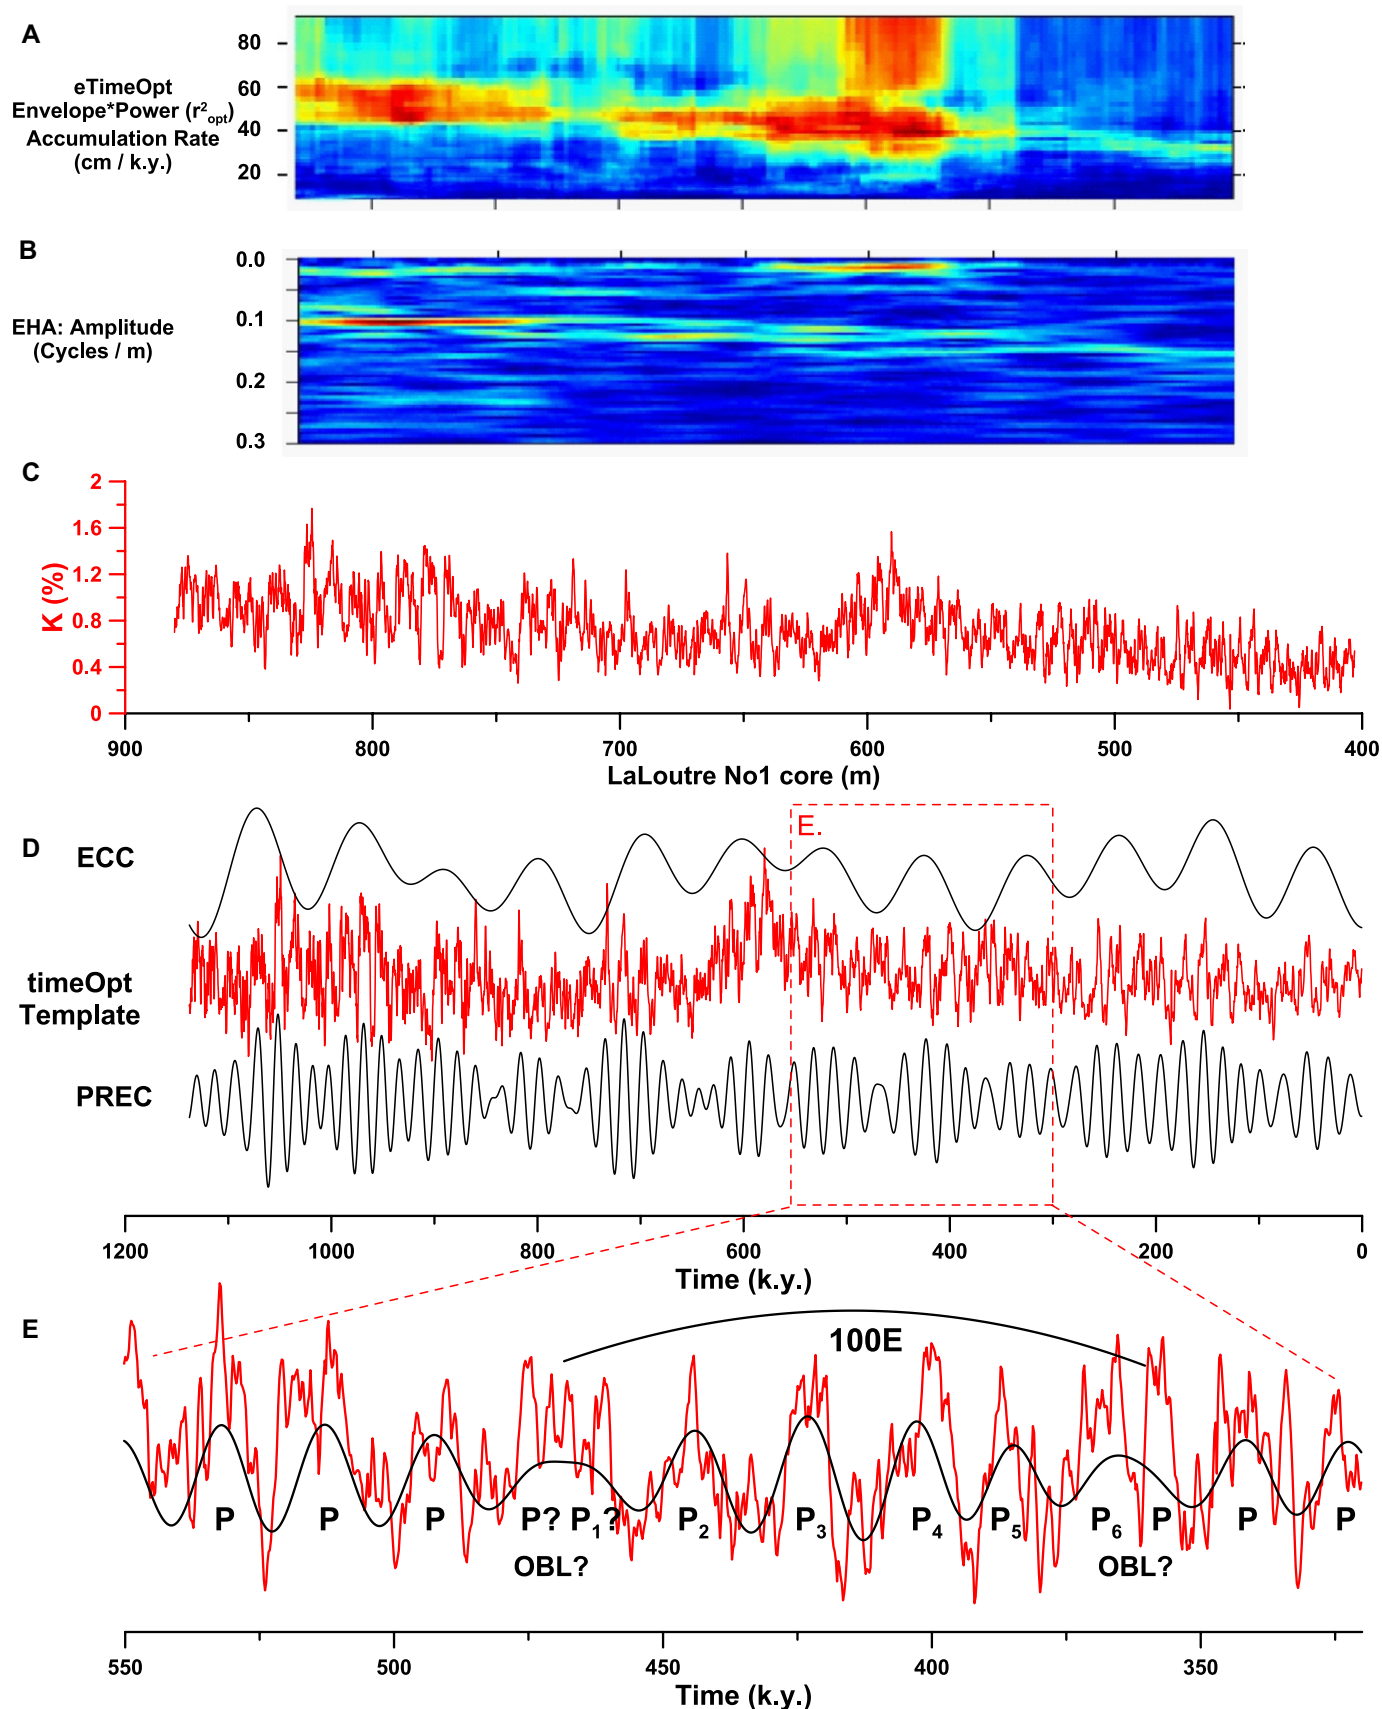 A
eTimeOpt
Envelope*Power (r²opt)
Accumulation Rate
(cm / k.y.)
80
60
40
20
B
EHA: Amplitude
(Cycles / m)
0.0
0.1
0.2
0.3
C
K (%)
2
1.6
1.2
0.8
0.4
0
900 800 700 600 500 400
LaLoutre No1 core (m)
D
ECC
E.
timeOpt
Template
PREC
1200 1000 800 600 400 200 0
Time (k.y.)
E
100E
P P P P? P₁? P₂ P₃ P₄ P₅ P₆ P P P
OBL? OBL?
550 500 450 400 350
Time (k.y.)